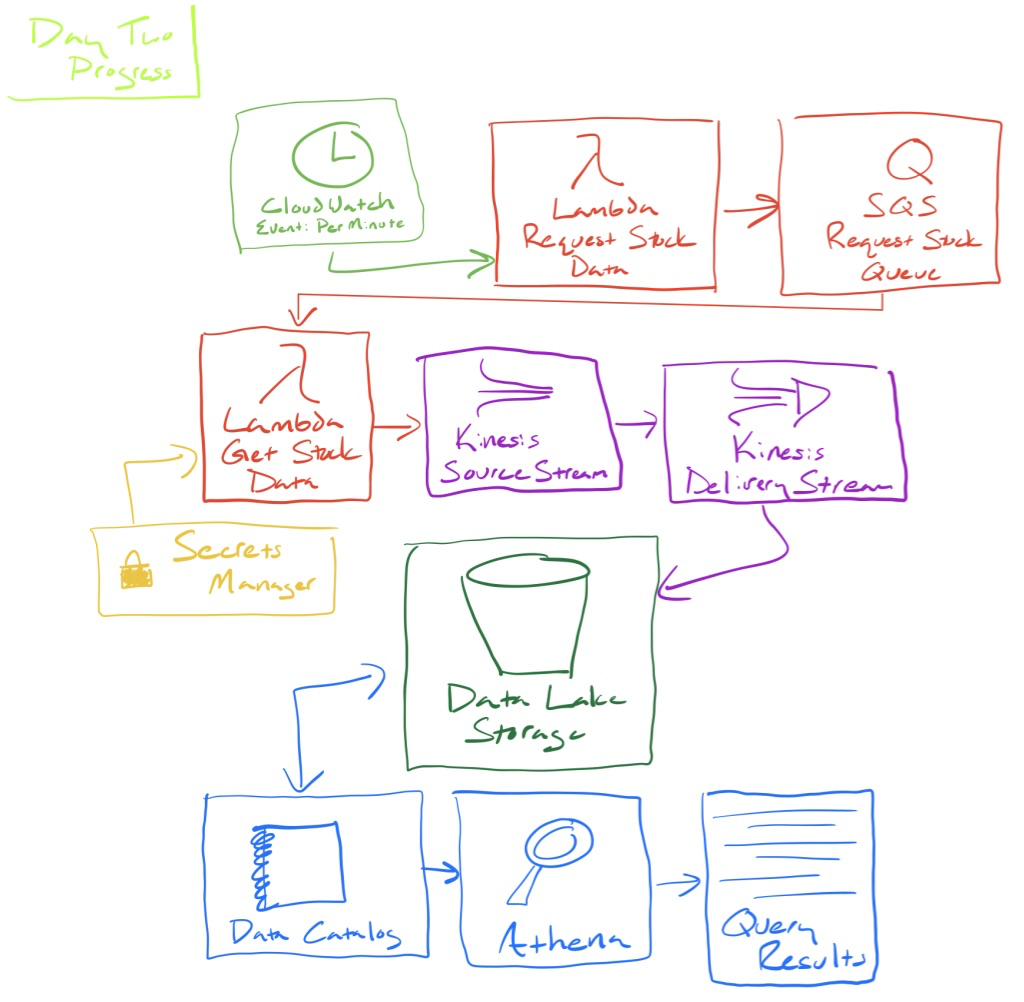 Day Two
Progress
CloudWatch
Event: Per Minute
λ
Lambda
Request Stock
Data
Q
SQS
Request Stock
Queue
λ
Lambda
Get Stock
Data
Kinesis
Source Stream
Kinesis
Delivery Stream
Secrets
Manager
Data Lake
Storage
Data Catalog
Athena
Query
Results